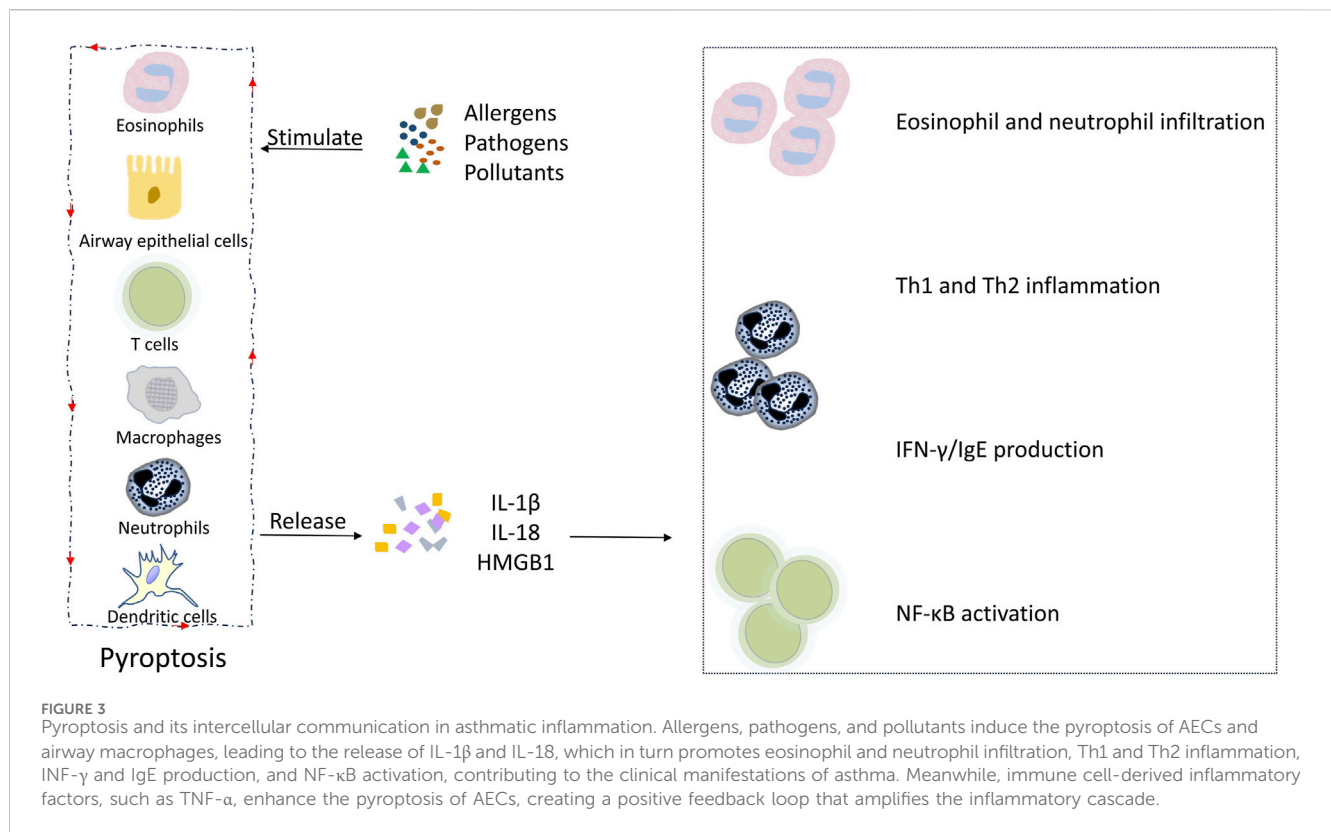 Eosinophils
Airway epithelial cells
T cells
Macrophages
Neutrophils
Dendritic cells
Pyroptosis
Stimulate
Allergens
Pathogens
Pollutants
Release
IL-1β
IL-18
HMGB1
Eosinophil and neutrophil infiltration
Th1 and Th2 inflammation
IFN-γ/IgE production
NF-κB activation
FIGURE 3
Pyroptosis and its intercellular communication in asthmatic inflammation. Allergens, pathogens, and pollutants induce the pyroptosis of AECs and
airway macrophages, leading to the release of IL-1β and IL-18, which in turn promotes eosinophil and neutrophil infiltration, Th1 and Th2 inflammation,
INF-γ and IgE production, and NF-κB activation, contributing to the clinical manifestations of asthma. Meanwhile, immune cell-derived inflammatory
factors, such as TNF-α, enhance the pyroptosis of AECs, creating a positive feedback loop that amplifies the inflammatory cascade.